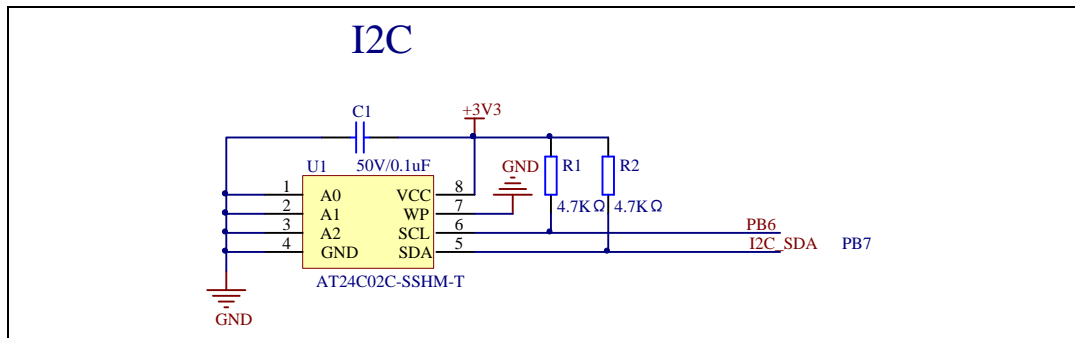 I2C
C1
+3V3
U1
50V/0.1uF
GND
R1
R2
1
A0
VCC
8
2
A1
WP
7
4.7KΩ
4.7KΩ
3
A2
SCL
6
PB6
4
GND
SDA
5
I2C_SDA
PB7
AT24C02C-SSHM-T
GND